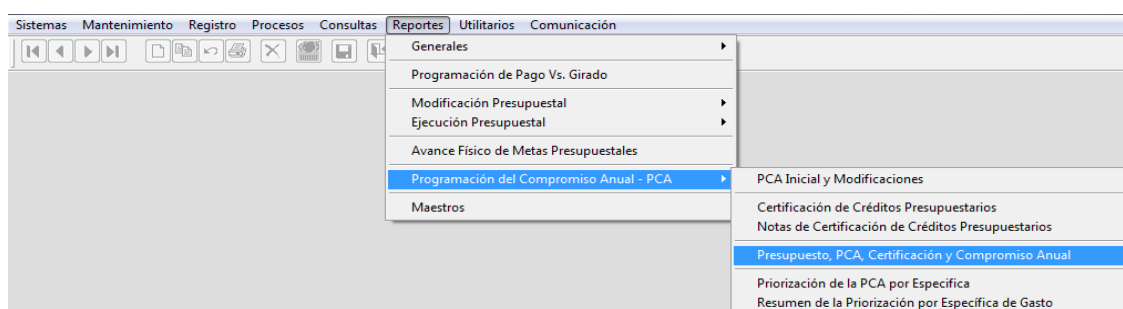 Sistemas Mantenimiento Registro Procesos Consultas Reportes Utilitarios Comunicación
Generales
Programación de Pago Vs. Girado
Modificación Presupuestal
Ejecución Presupuestal
Avance Físico de Metas Presupuestales
Programación del Compromiso Anual - PCA
Maestros
PCA Inicial y Modificaciones
Certificación de Créditos Presupuestarios
Notas de Certificación de Créditos Presupuestarios
Presupuesto, PCA, Certificación y Compromiso Anual
Priorización de la PCA por Especifica
Resumen de la Priorización por Específica de Gasto